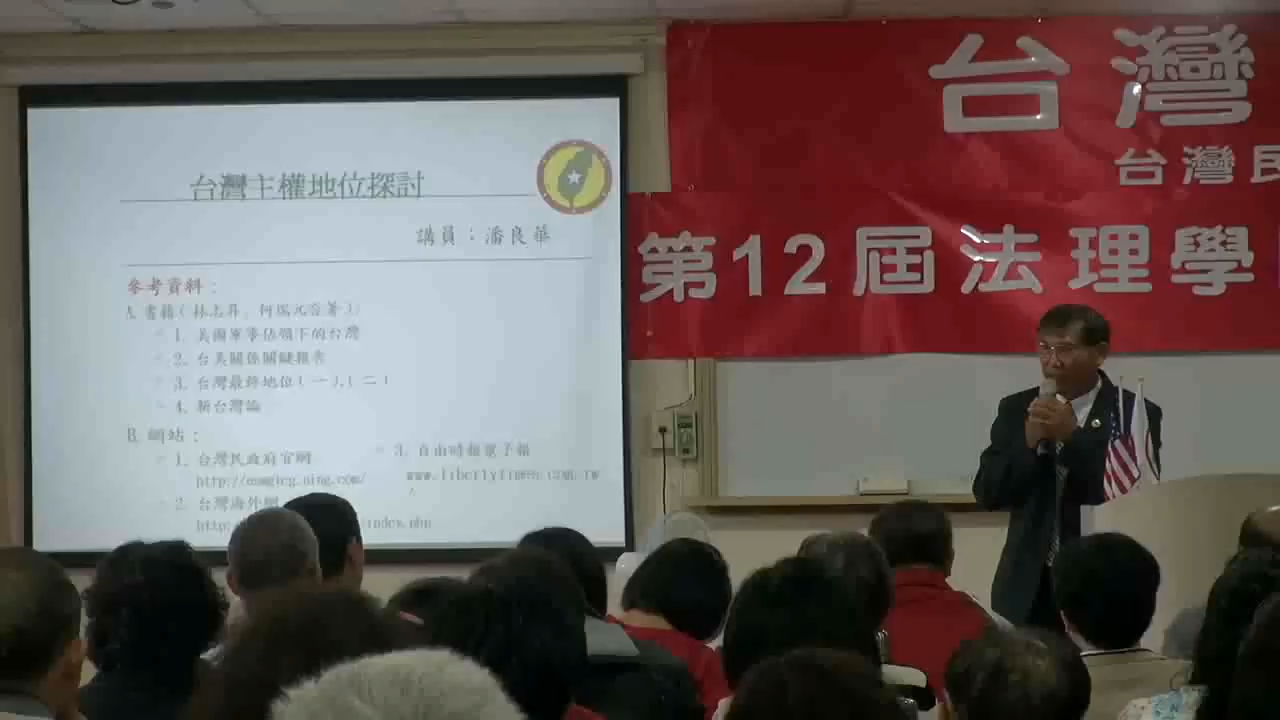 台灣主權地位探討
講員：潘良華
參考資料：
A. 書籍(林志昇、何瑞元合著)
1. 美國軍事佔領下的台灣
2. 台美關係關鍵報告
3. 台灣最終地位(一).(二)
4. 新台灣論
B. 網站：
1. 台灣民政府官網
2. 台灣海外網
index.php
3. 自由時報電子報
台灣
台灣民
第12屆法理學